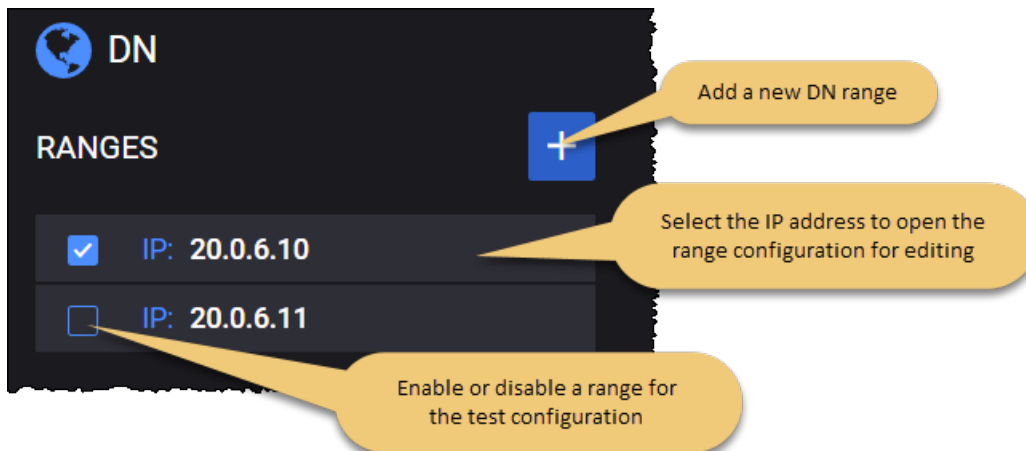 DN
Add a new DN range
RANGES
+
Select the IP address to open the
range configuration for editing
IP: 20.0.6.10
IP: 20.0.6.11
Enable or disable a range for
the test configuration